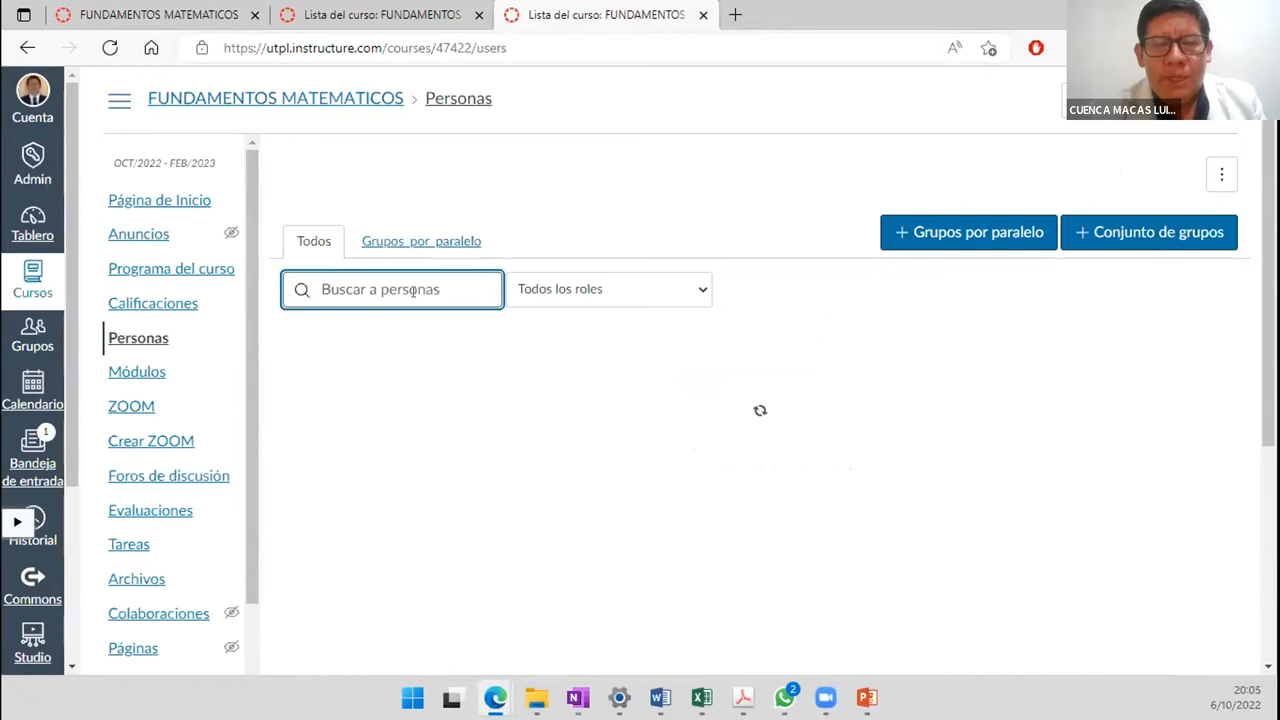 FUNDAMENTOS MATEMATICOS
Lista del curso: FUNDAMENTOS
Lista del curso: FUNDAMENTOS
https://utpl.instructure.com/courses/47422/users
CUENCA MACAS LUI...
FUNDAMENTOS MATEMATICOS > Personas
Cuenta
Admin
Tablero
Cursos
Grupos
Calendario
1
Bandeja
de entrada
Historial
Commons
Studio
OCT/2022 - FEB/2023
Página de Inicio
Anuncios
Programa del curso
Calificaciones
Personas
Módulos
ZOOM
Crear ZOOM
Foros de discusión
Evaluaciones
Tareas
Archivos
Colaboraciones
Páginas
Todos
Grupos por paralelo
+ Grupos por paralelo
+ Conjunto de grupos
Buscar a personas
Todos los roles
2
20:05
6/10/2022